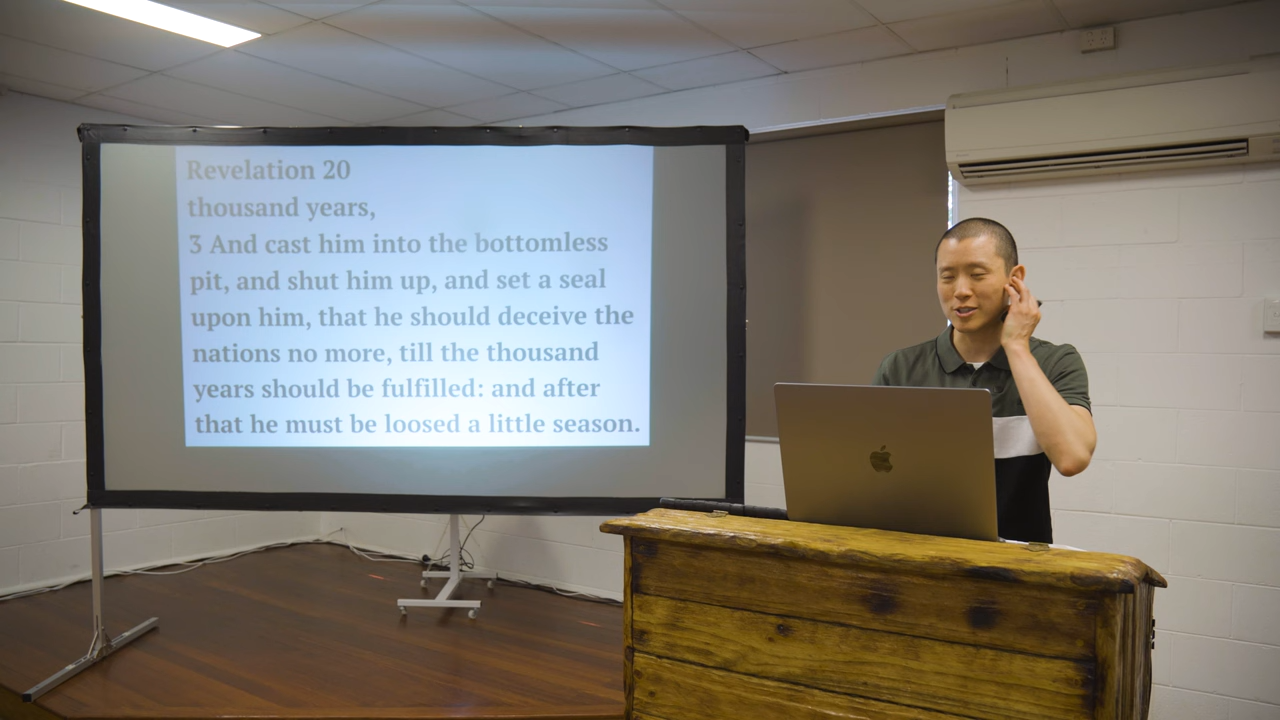 Revelation 20
thousand years,
3 And cast him into the bottomless
pit, and shut him up, and set a seal
upon him, that he should deceive the
nations no more, till the thousand
years should be fulfilled: and after
that he must be loosed a little season.